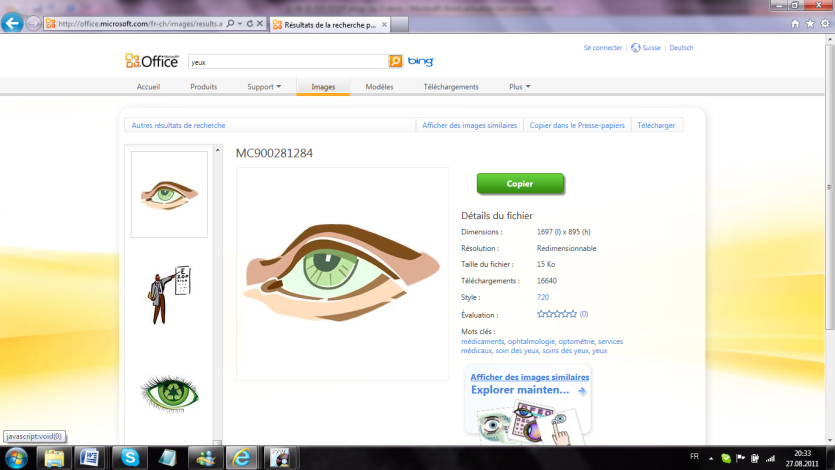 http://office.microsoft.com/fr-ch/images/results.a
Résultats de la recherche p...
Se connecter
Suisse
Deutsch
Microsoft
Office
yeux
bing
Accueil
Produits
Support
Images
Modèles
Téléchargements
Plus
Autres résultats de recherche
Afficher des images similaires
Copier dans le Presse-papiers
Télécharger
MC900281284
Copier
Détails du fichier
Dimensions : 1697 (l) x 895 (h)
Résolution : Redimensionnable
Taille du fichier : 15 Ko
Téléchargements : 16640
Style : 720
Évaluation : (0)
Mots clés :
médicaments, ophtalmologie, optométrie, services
médicaux, soin des yeux, soins des yeux, yeux
Afficher des images similaires
Explorer mainten...
javascript:void(0)
FR
20:33
27.08.2011